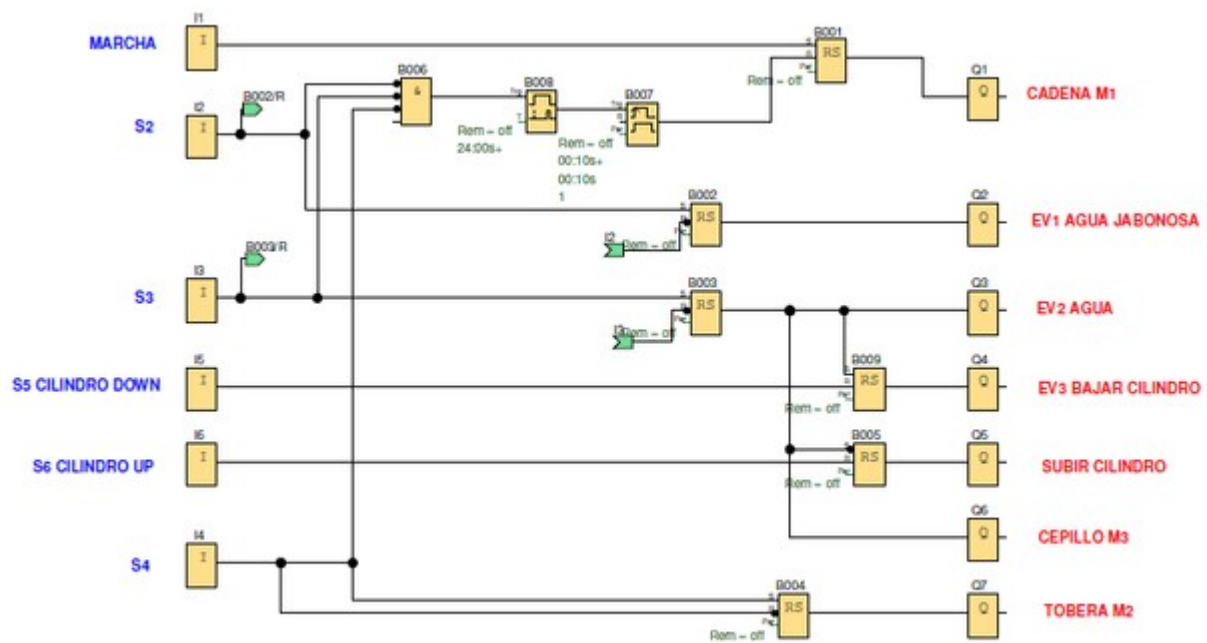 I1
MARCHA
I
B001
RS
Rem = off
Q1
Q
CADENA M1
B006
&
B008
Rem = off
24:00s+
B007
Rem = off
00:10s+
00:10s
1
B002/R
I2
S2
I
B002
RS
I2
Rem = off
Q2
Q
EV1 AGUA JABONOSA
B003/R
I3
S3
I
B003
RS
I3
Rem = off
Q3
Q
EV2 AGUA
I5
S5 CILINDRO DOWN
I
B009
RS
Rem = off
Q4
Q
EV3 BAJAR CILINDRO
I6
S6 CILINDRO UP
I
B005
RS
Rem = off
Q5
Q
SUBIR CILINDRO
Q6
Q
CEPILLO M3
I4
S4
I
B004
RS
Rem = off
Q7
Q
TOBERA M2